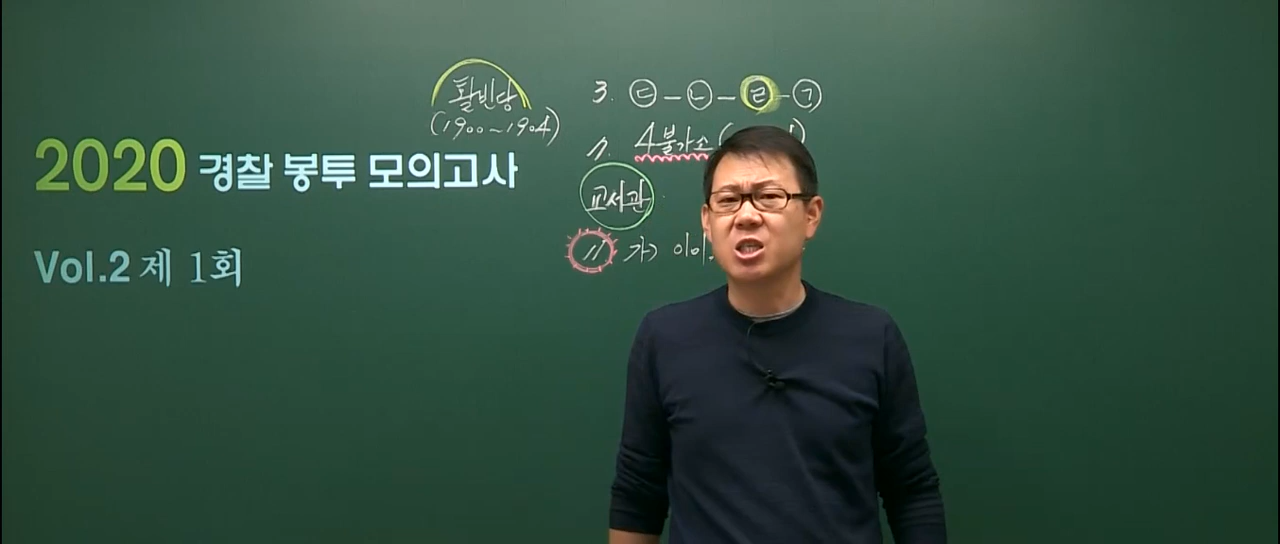 활빈당
(1900~1904)
2020 경찰 봉투 모의고사
Vol.2 제 1회
3. ㄷ - ㄴ - ㄹ - ㄱ
11. 4불가소
교서관
11 가> 이이